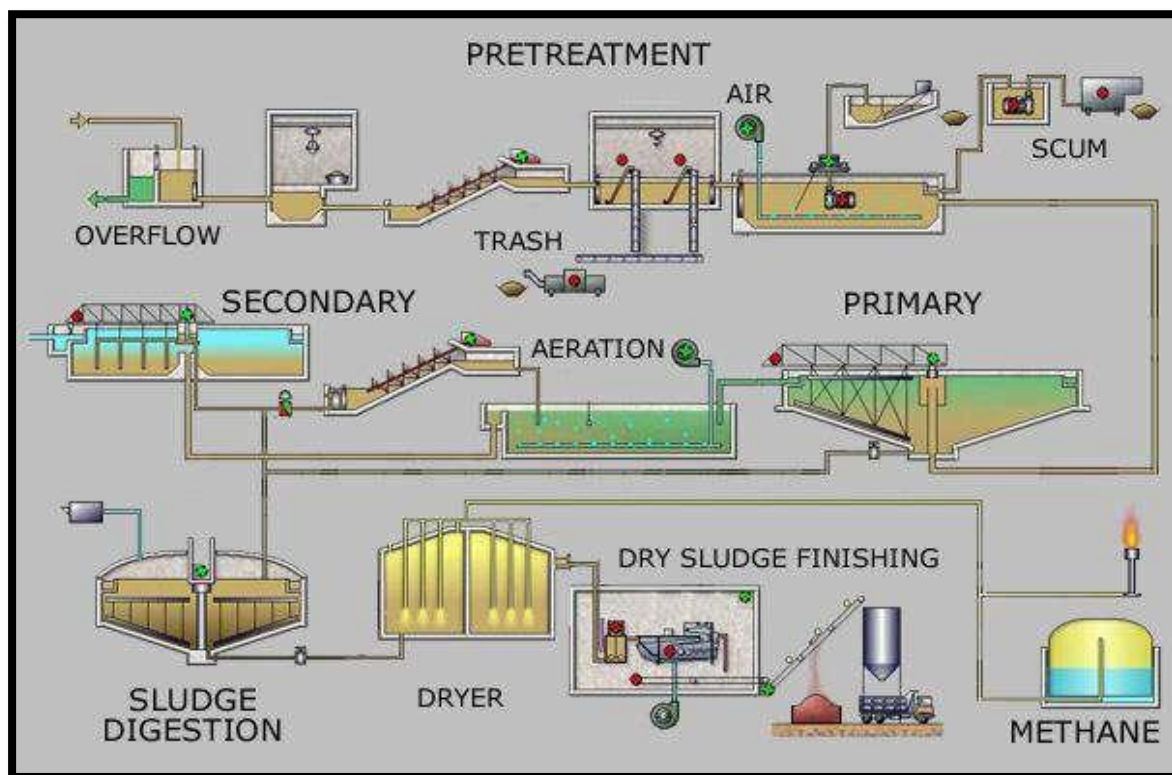 PRETREATMENT
AIR
SCUM
OVERFLOW
TRASH
SECONDARY
PRIMARY
AERATION
DRY SLUDGE FINISHING
SLUDGE
DIGESTION
DRYER
METHANE